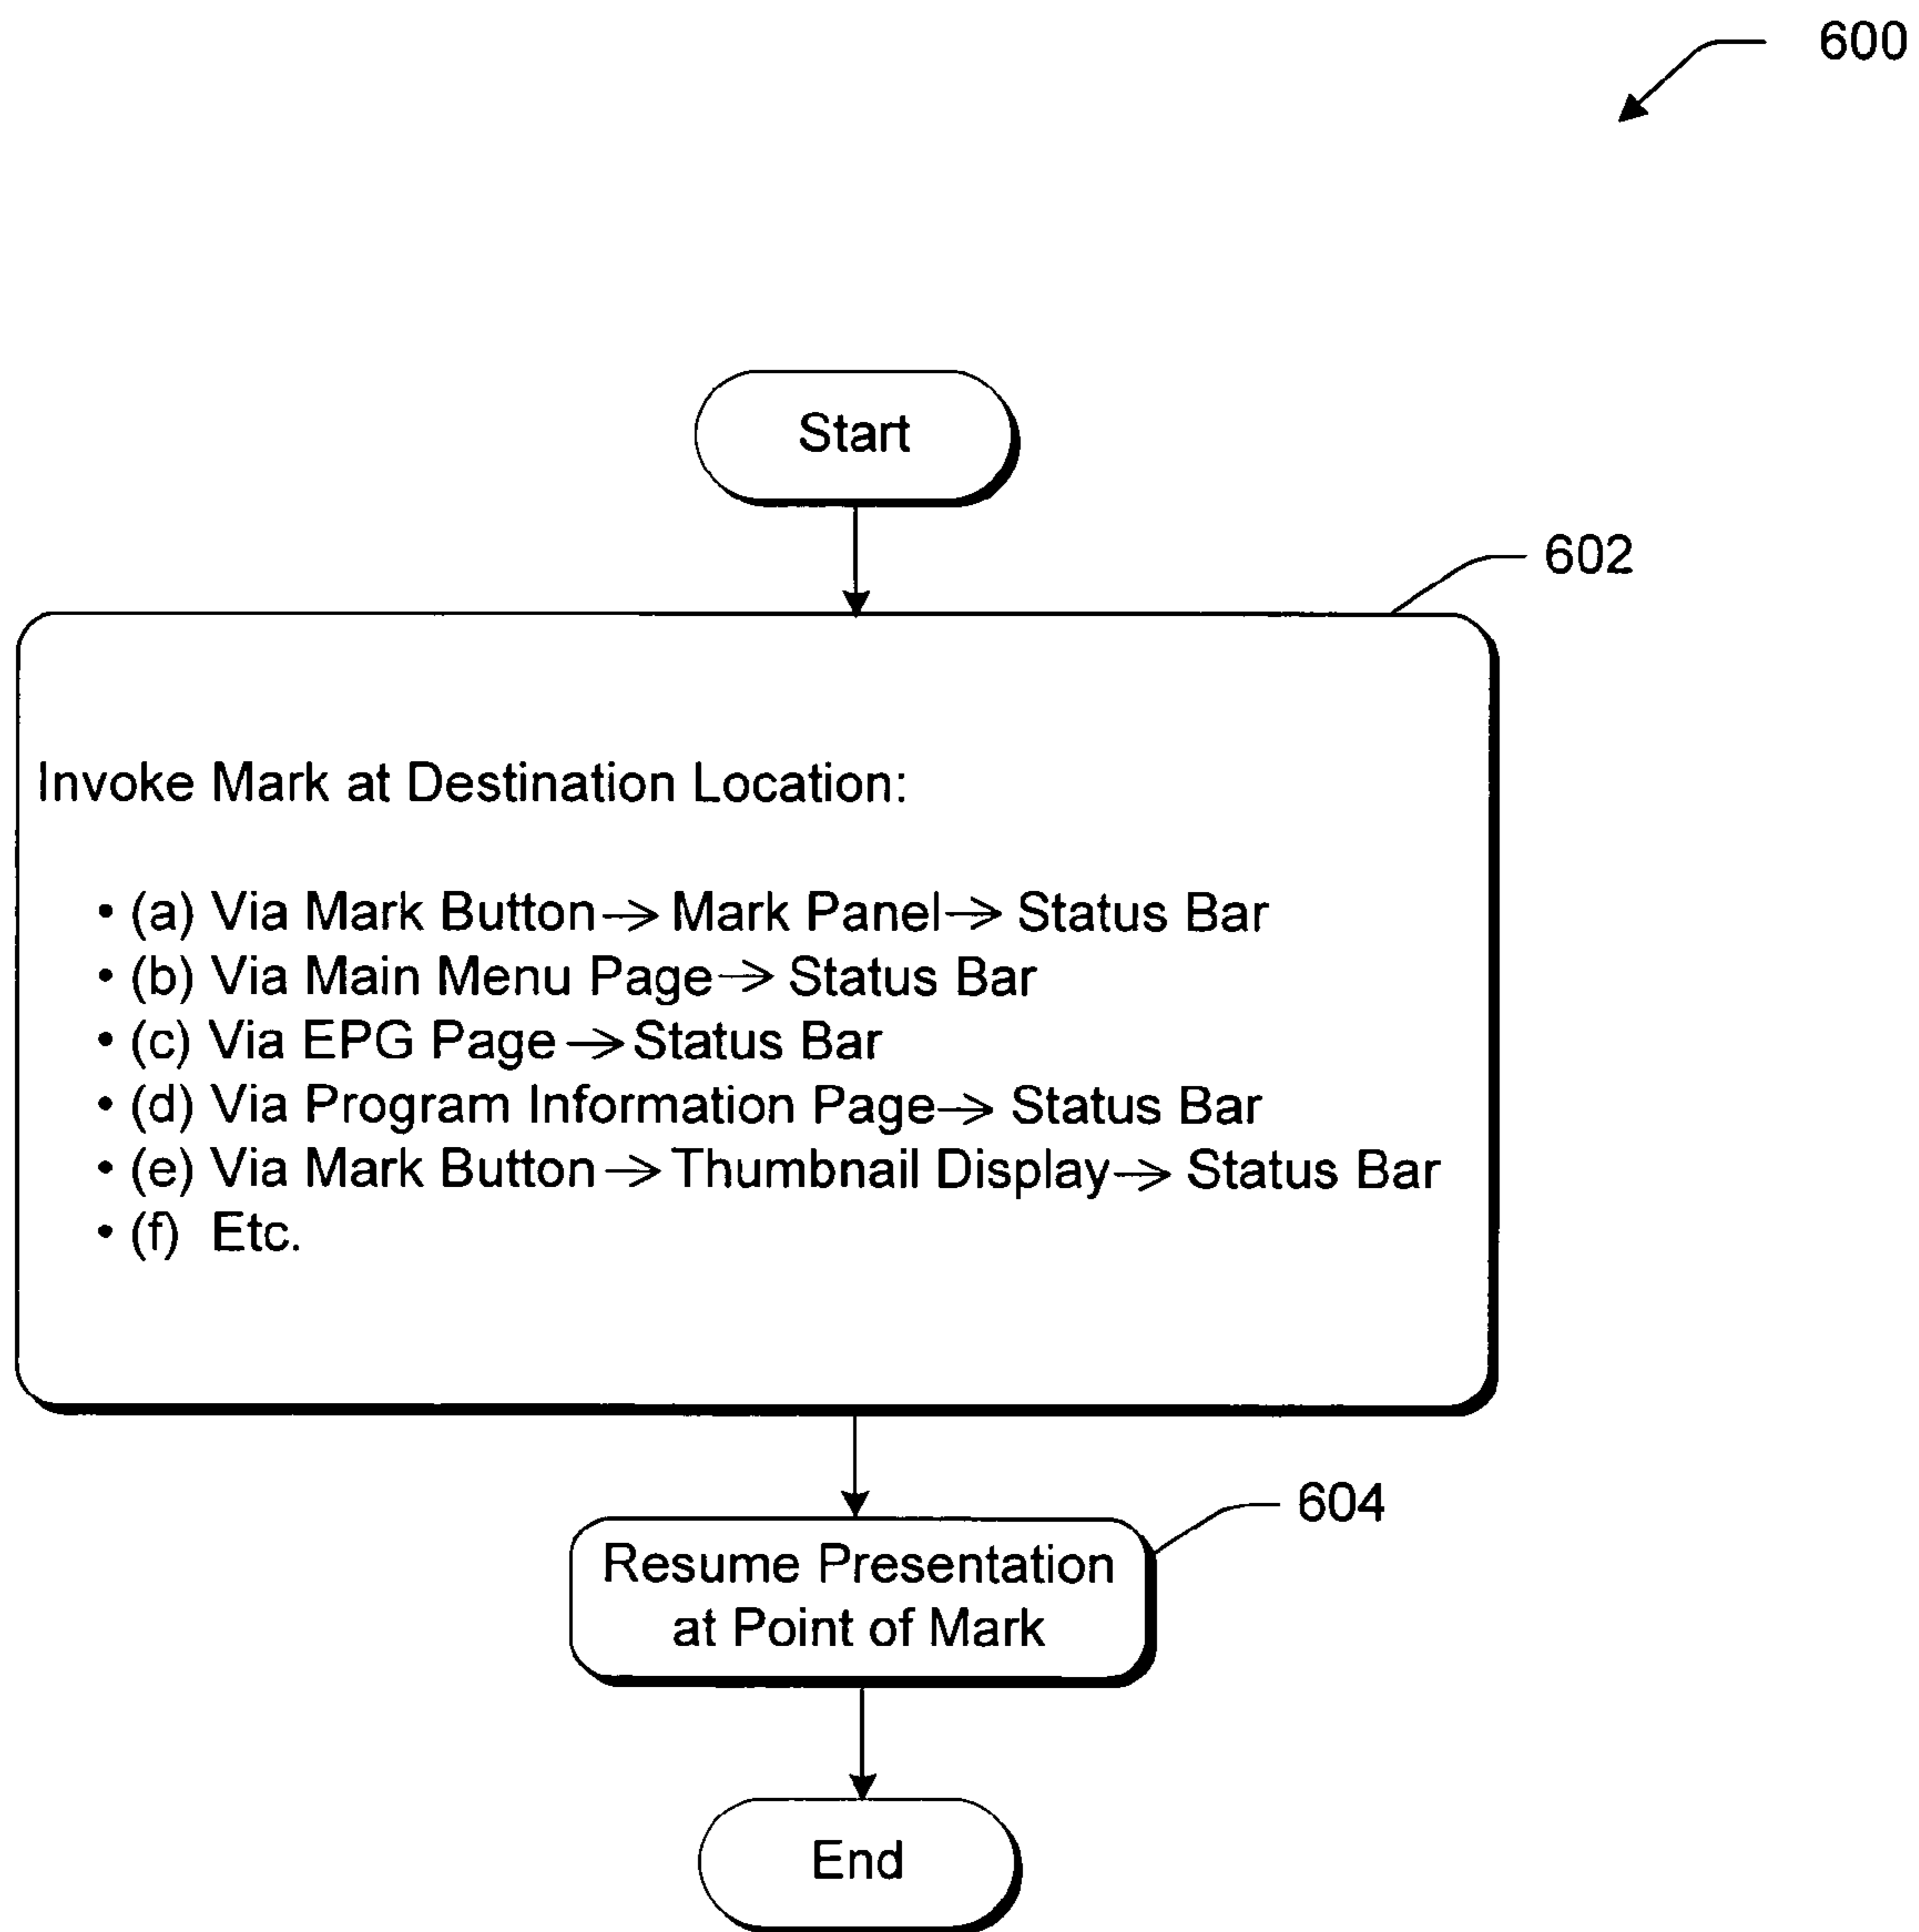 600
Start
602
Invoke Mark at Destination Location:
• (a) Via Mark Button→ Mark Panel→ Status Bar
• (b) Via Main Menu Page→ Status Bar
• (c) Via EPG Page →Status Bar
• (d) Via Program Information Page→ Status Bar
• (e) Via Mark Button →Thumbnail Display→ Status Bar
• (f) Etc.
604
Resume Presentation
at Point of Mark
End